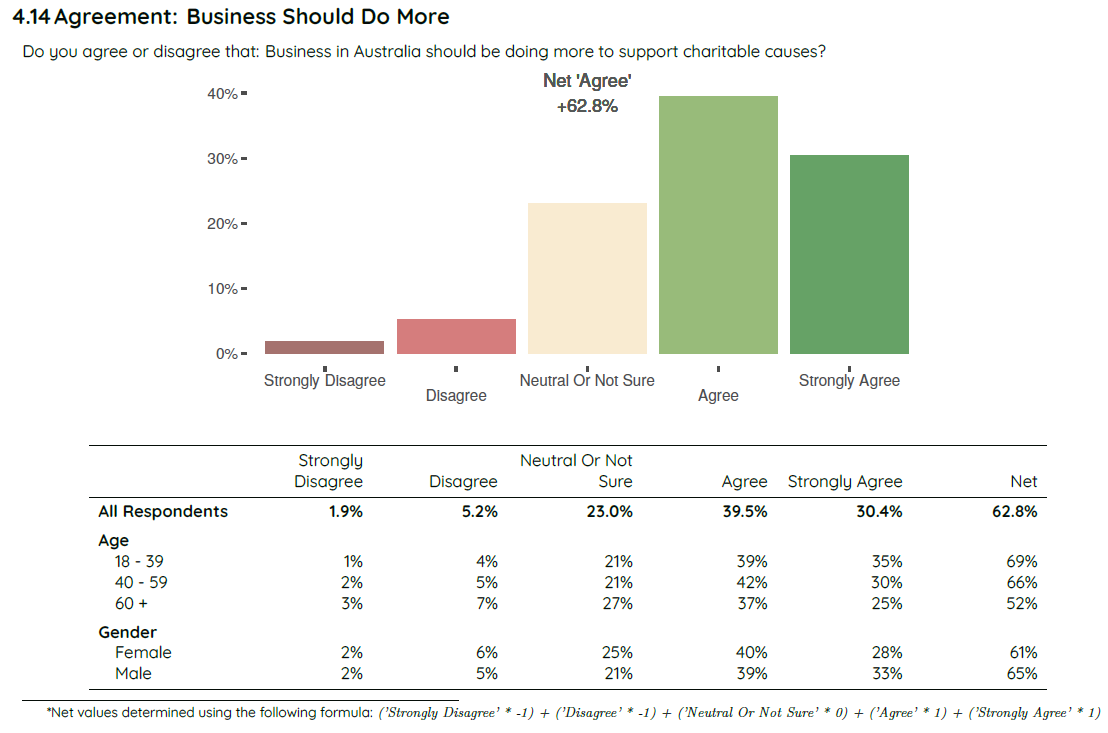 4.14 Agreement: Business Should Do More
Do you agree or disagree that: Business in Australia should be doing more to support charitable causes?
Net 'Agree'
+62.8%
40%
30%
20%
10%
0%
Strongly Disagree
Disagree
Neutral Or Not Sure
Agree
Strongly Agree
Strongly Disagree Disagree Neutral Or Not Sure Agree Strongly Agree Net
All Respondents 1.9% 5.2% 23.0% 39.5% 30.4% 62.8%
Age
18 - 39 1% 4% 21% 39% 35% 69%
40 - 59 2% 5% 21% 42% 30% 66%
60 + 3% 7% 27% 37% 25% 52%
Gender
Female 2% 6% 25% 40% 28% 61%
Male 2% 5% 21% 39% 33% 65%
*Net values determined using the following formula: ('Strongly Disagree' * -1) + ('Disagree' * -1) + ('Neutral Or Not Sure' * 0) + ('Agree' * 1) + ('Strongly Agree' * 1)